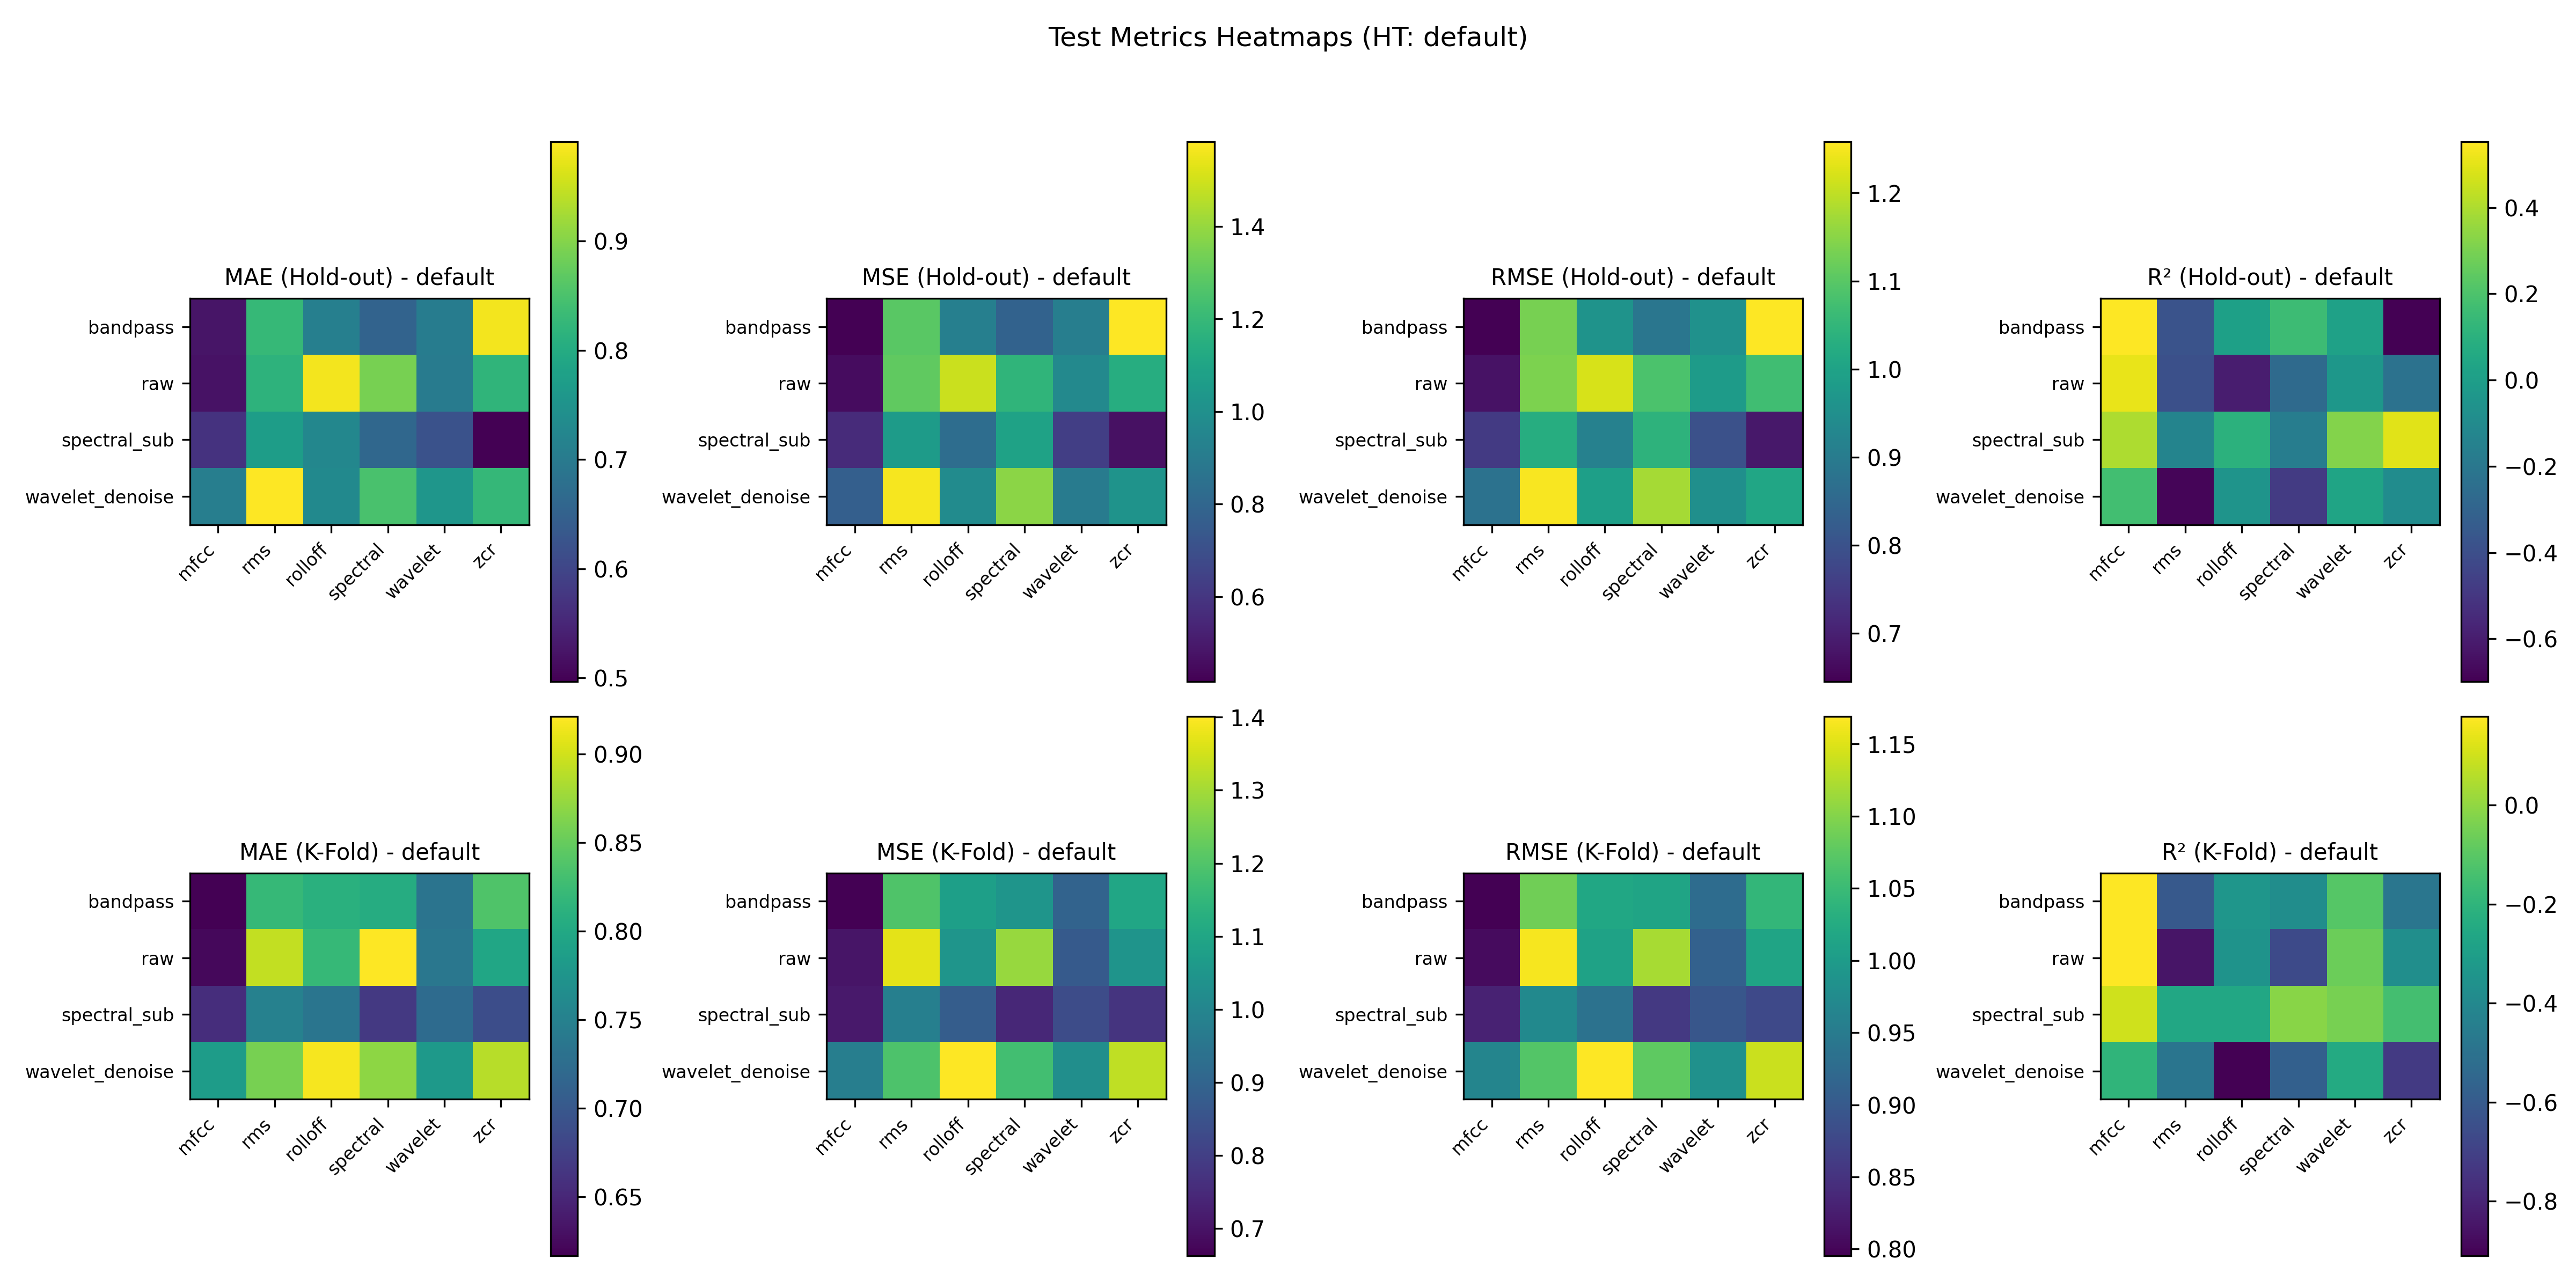 Test Metrics Heatmaps (HT: default)
MAE (Hold-out) - default
bandpass
raw
spectral_sub
wavelet_denoise
mfcc
rms
rolloff
spectral
wavelet
zcr
0.9
0.8
0.7
0.6
0.5
MSE (Hold-out) - default
bandpass
raw
spectral_sub
wavelet_denoise
mfcc
rms
rolloff
spectral
wavelet
zcr
1.4
1.2
1.0
0.8
0.6
RMSE (Hold-out) - default
bandpass
raw
spectral_sub
wavelet_denoise
mfcc
rms
rolloff
spectral
wavelet
zcr
1.2
1.1
1.0
0.9
0.8
0.7
R² (Hold-out) - default
bandpass
raw
spectral_sub
wavelet_denoise
mfcc
rms
rolloff
spectral
wavelet
zcr
0.4
0.2
0.0
−0.2
−0.4
−0.6
MAE (K-Fold) - default
bandpass
raw
spectral_sub
wavelet_denoise
mfcc
rms
rolloff
spectral
wavelet
zcr
0.90
0.85
0.80
0.75
0.70
0.65
MSE (K-Fold) - default
bandpass
raw
spectral_sub
wavelet_denoise
mfcc
rms
rolloff
spectral
wavelet
zcr
1.4
1.3
1.2
1.1
1.0
0.9
0.8
0.7
RMSE (K-Fold) - default
bandpass
raw
spectral_sub
wavelet_denoise
mfcc
rms
rolloff
spectral
wavelet
zcr
1.15
1.10
1.05
1.00
0.95
0.90
0.85
0.80
R² (K-Fold) - default
bandpass
raw
spectral_sub
wavelet_denoise
mfcc
rms
rolloff
spectral
wavelet
zcr
0.0
−0.2
−0.4
−0.6
−0.8